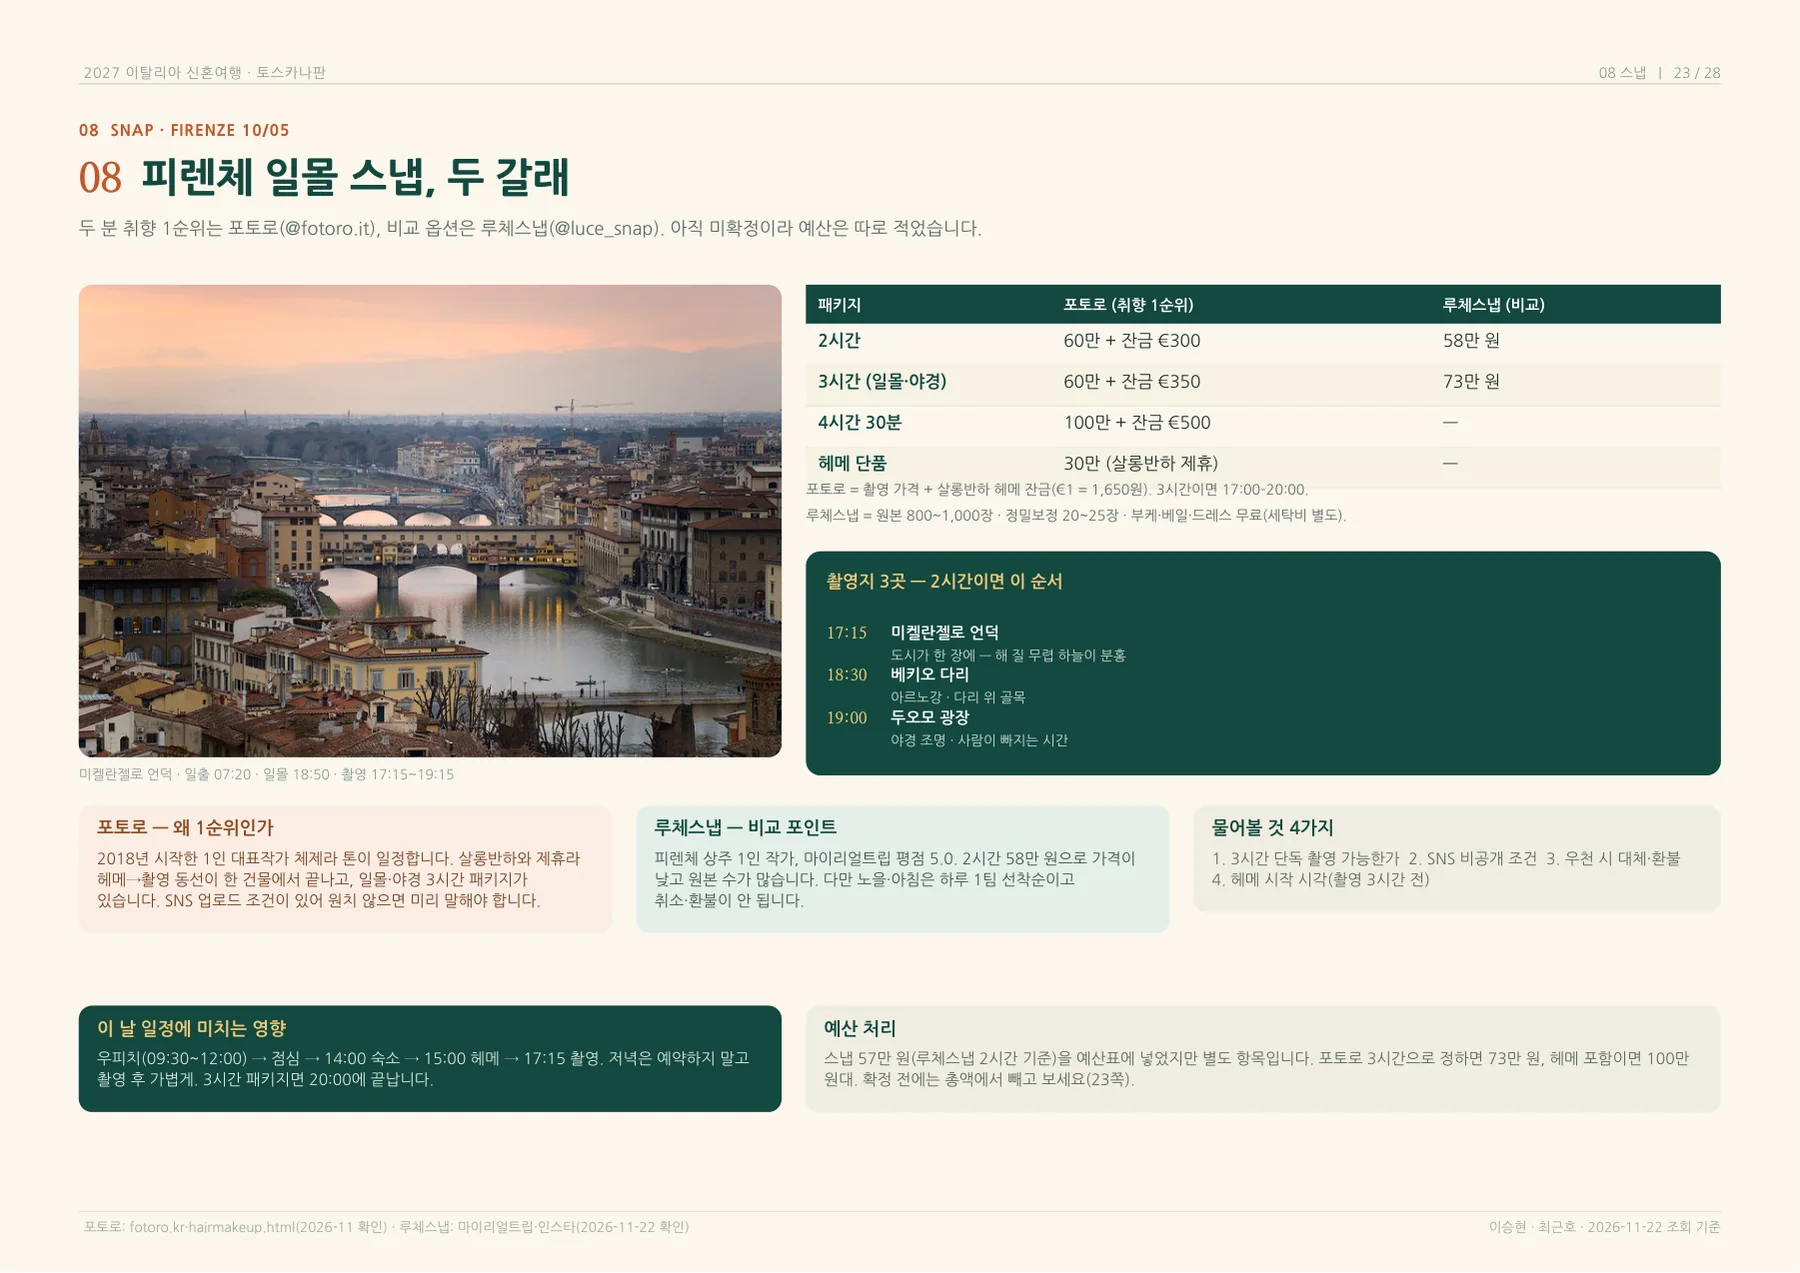 2027 이탈리아 신혼여행 · 토스카나판
08 스냅 | 23 / 28
08 SNAP · FIRENZE 10/05
08 피렌체 일몰 스냅, 두 갈래
두 분 취향 1순위는 포토로(@fotoro.it), 비교 옵션은 루체스냅(@luce_snap). 아직 미확정이라 예산은 따로 적었습니다.
패키지 포토로 (취향 1순위) 루체스냅 (비교)
2시간 60만 + 잔금 €300 58만 원
3시간 (일몰·야경) 60만 + 잔금 €350 73만 원
4시간 30분 100만 + 잔금 €500 —
헤메 단품 30만 (살롱반하 제휴) —
포토로 = 촬영 가격 + 살롱반하 헤메 잔금(€1 = 1,650원). 3시간이면 17:00-20:00.
루체스냅 = 원본 800~1,000장 · 정밀보정 20~25장 · 부케·베일·드레스 무료(세탁비 별도).
촬영지 3곳 — 2시간이면 이 순서
17:15 미켈란젤로 언덕
도시가 한 장에 — 해 질 무렵 하늘이 분홍
18:30 베키오 다리
아르노강 · 다리 위 골목
19:00 두오모 광장
야경 조명 · 사람이 빠지는 시간
미켈란젤로 언덕 · 일출 07:20 · 일몰 18:50 · 촬영 17:15~19:15
포토로 — 왜 1순위인가
2018년 시작한 1인 대표작가 체제라 톤이 일정합니다. 살롱반하와 제휴라
헤메→촬영 동선이 한 건물에서 끝나고, 일몰·야경 3시간 패키지가
있습니다. SNS 업로드 조건이 있어 원치 않으면 미리 말해야 합니다.
루체스냅 — 비교 포인트
피렌체 상주 1인 작가, 마이리얼트립 평점 5.0. 2시간 58만 원으로 가격이
낮고 원본 수가 많습니다. 다만 노을·아침은 하루 1팀 선착순이고
취소·환불이 안 됩니다.
물어볼 것 4가지
1. 3시간 단독 촬영 가능한가 2. SNS 비공개 조건 3. 우천 시 대체·환불
4. 헤메 시작 시각(촬영 3시간 전)
이 날 일정에 미치는 영향
우피치(09:30~12:00) → 점심 → 14:00 숙소 → 15:00 헤메 → 17:15 촬영. 저녁은 예약하지 말고
촬영 후 가볍게. 3시간 패키지면 20:00에 끝납니다.
예산 처리
스냅 57만 원(루체스냅 2시간 기준)을 예산표에 넣었지만 별도 항목입니다. 포토로 3시간으로 정하면 73만 원, 헤메 포함이면 100만
원대. 확정 전에는 총액에서 빼고 보세요(23쪽).
포토로: fotoro.kr·hairmakeup.html(2026-11 확인) · 루체스냅: 마이리얼트립·인스타(2026-11-22 확인)
이승현 · 최근호 · 2026-11-22 조회 기준